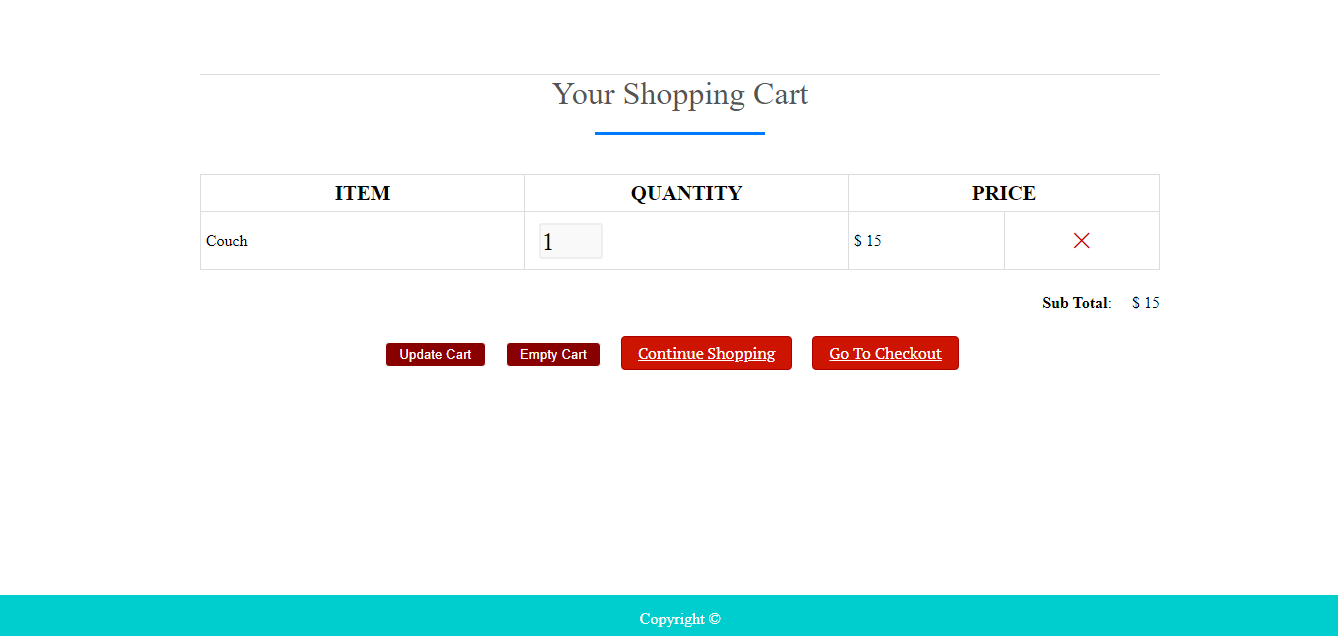 Your Shopping Cart
ITEM QUANTITY PRICE
Couch 1 $ 15
Sub Total: $ 15
Update Cart Empty Cart Continue Shopping Go To Checkout
Copyright ©